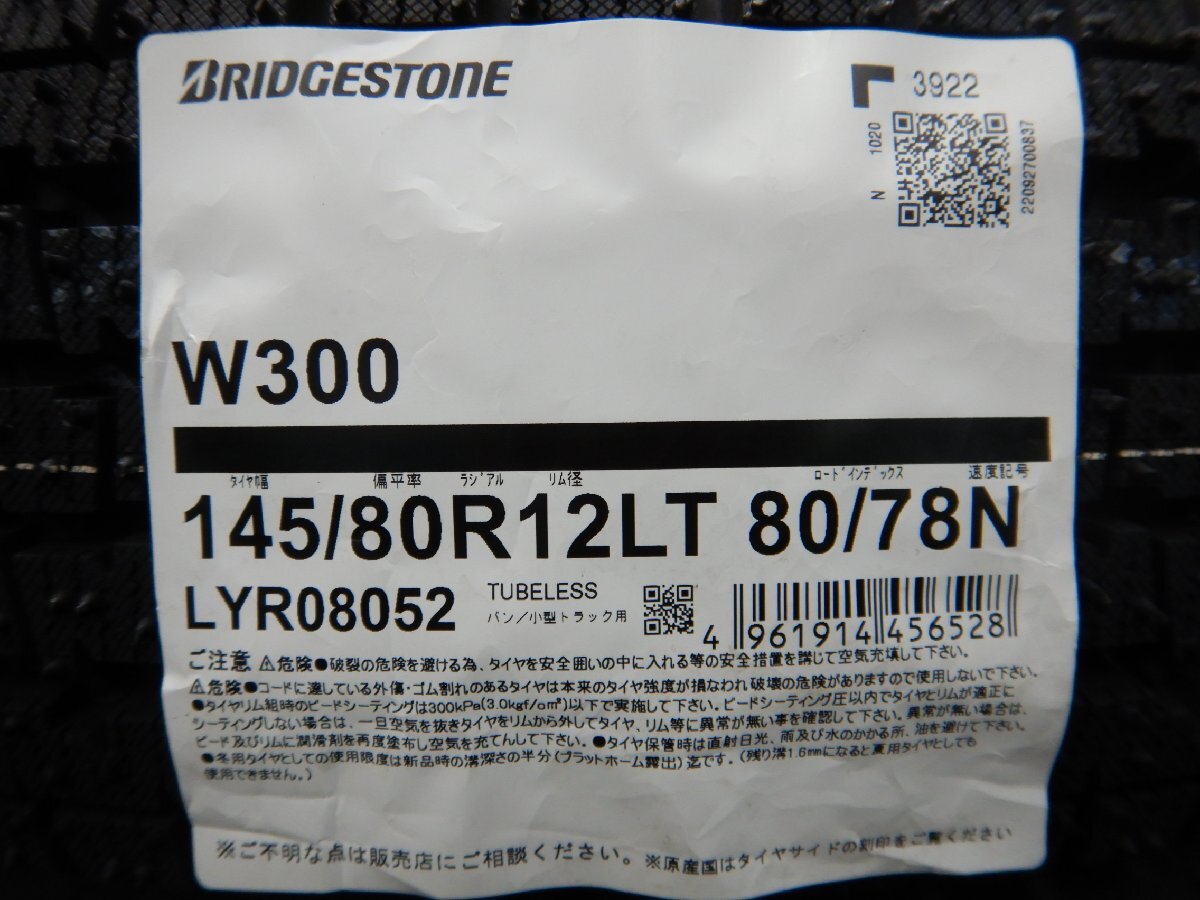 BRIDGESTONE
3922
N 1020
22092700837
W300
タイヤ幅 偏平率 ラジアル リム径 ロードインデックス 速度記号
145/80R12LT 80/78N
LYR08052
TUBELESS
バン／小型トラック用
4 961914 456528
ご注意 ⚠危険●破裂の危険を避ける為、タイヤを安全囲いの中に入れる等の安全措置を講じて空気充填して下さい。
⚠危険●コードに達している外傷・ゴム割れのあるタイヤは本来のタイヤ強度が損なわれ破壊の危険がありますので使用しないで下さい。
●タイヤリム組時のビードシーティングは300kPa(3.0kgf/c㎡)以下で実施して下さい。ビードシーティング圧以内でタイヤとリムが適正に
シーティングしない場合は、一旦空気を抜きタイヤをリムから外してタイヤ、リム等に異常が無い事を確認して下さい。異常が無い場合は、
ビード及びリムに潤滑剤を再度塗布し空気を充てんして下さい。●タイヤ保管時は直射日光、雨及び水のかかる所、油を避けて下さい。
●冬用タイヤとしての使用限度は新品時の溝深さの半分(プラットホーム露出)迄です。(残り溝1.6mmになると夏用タイヤとしても
使用できません。)
※ご不明な点は販売店にご相談ください。※原産国はタイヤサイドの刻印をご覧ください